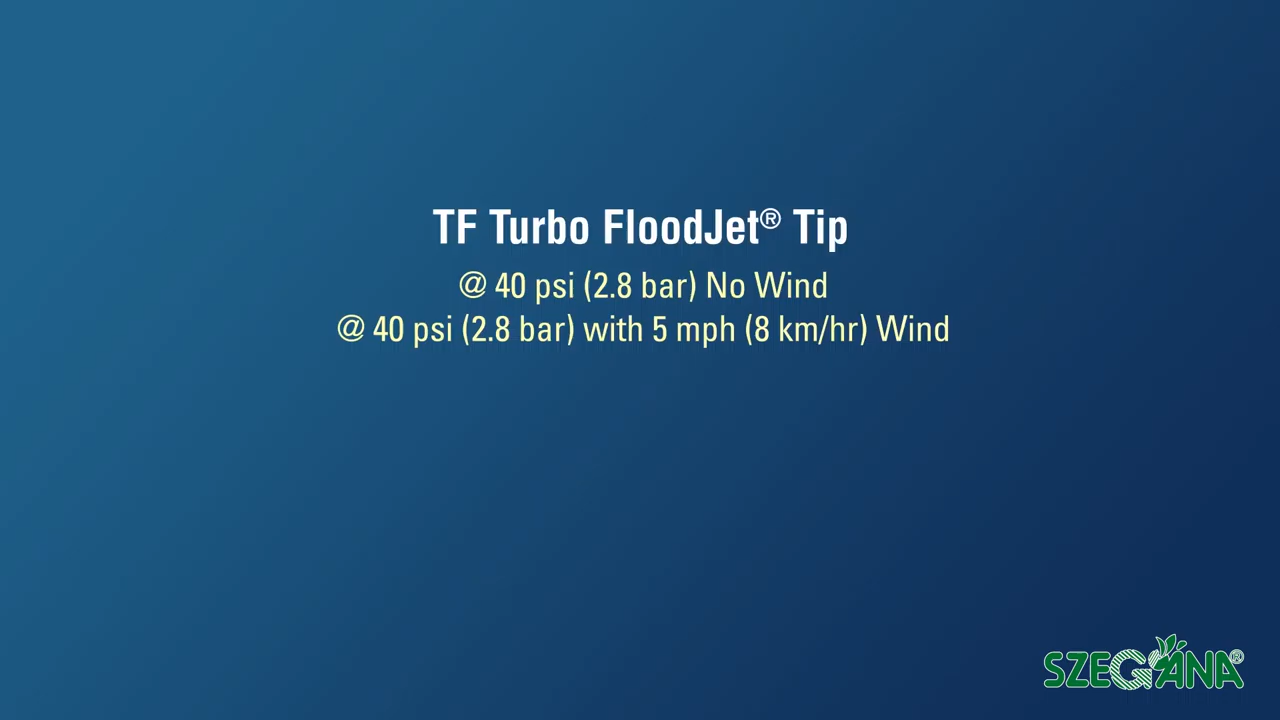 TF Turbo FloodJet® Tip
@ 40 psi (2.8 bar) No Wind
@ 40 psi (2.8 bar) with 5 mph (8 km/hr) Wind
SZEGÁNA®